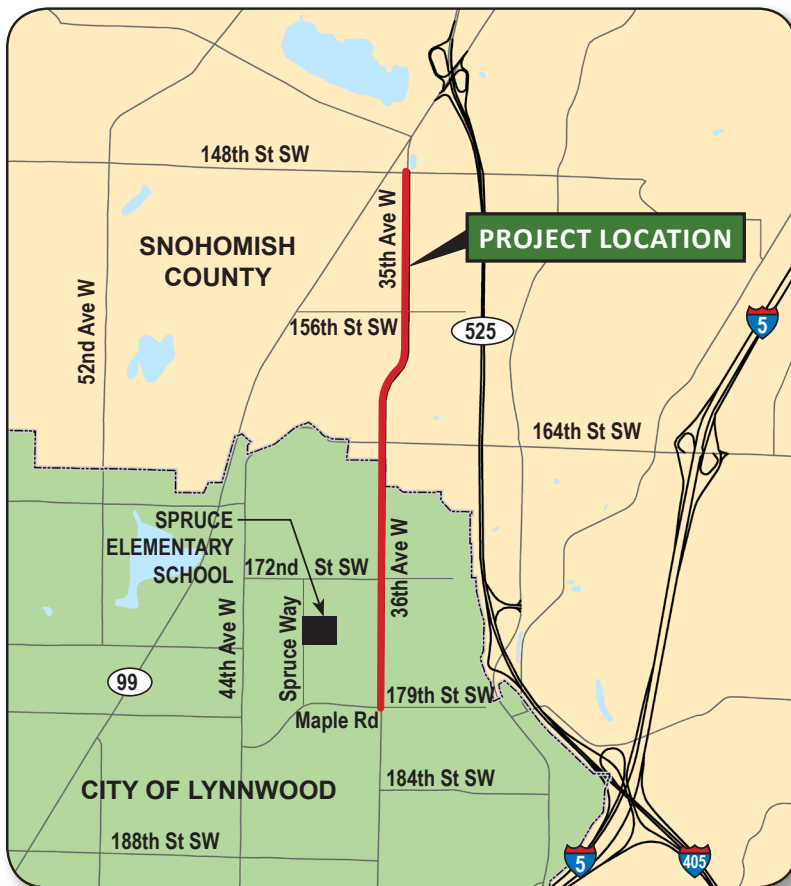 148th St SW
35th Ave W
PROJECT LOCATION
SNOHOMISH
COUNTY
52nd Ave W
156th St SW
525
5
164th St SW
SPRUCE
ELEMENTARY
SCHOOL
172nd St SW
36th Ave W
44th Ave W
Spruce Way
99
179th St SW
Maple Rd
CITY OF LYNNWOOD
184th St SW
188th St SW
5
405